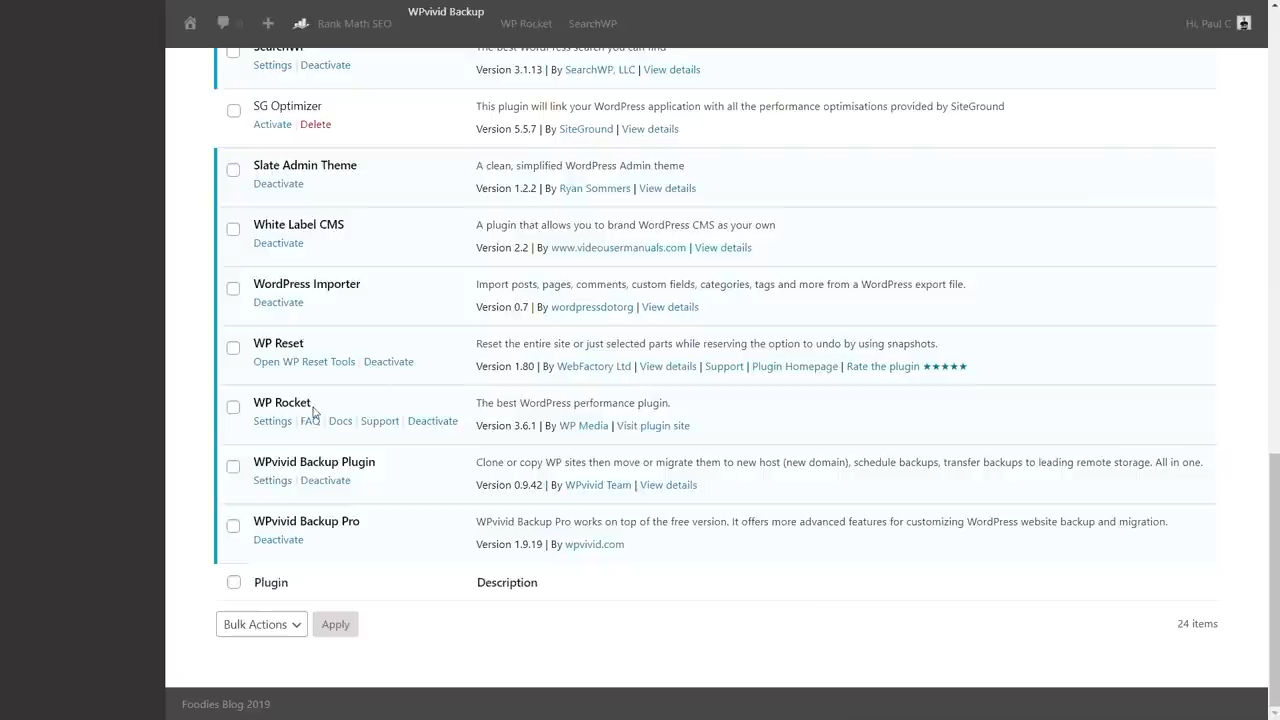 WPvivid Backup
0
Rank Math SEO
WP Rocket
SearchWP
Hi, Paul C
SearchWP
The best WordPress search you can find
Settings | Deactivate
Version 3.1.13 | By SearchWP, LLC | View details
SG Optimizer
This plugin will link your WordPress application with all the performance optimisations provided by SiteGround
Activate | Delete
Version 5.5.7 | By SiteGround | View details
Slate Admin Theme
A clean, simplified WordPress Admin theme
Deactivate
Version 1.2.2 | By Ryan Sommers | View details
White Label CMS
A plugin that allows you to brand WordPress CMS as your own
Deactivate
Version 2.2 | By www.videousermanuals.com | View details
WordPress Importer
Import posts, pages, comments, custom fields, categories, tags and more from a WordPress export file.
Deactivate
Version 0.7 | By wordpressdotorg | View details
WP Reset
Reset the entire site or just selected parts while reserving the option to undo by using snapshots.
Open WP Reset Tools | Deactivate
Version 1.80 | By WebFactory Ltd | View details | Support | Plugin Homepage | Rate the plugin ★★★★★
WP Rocket
The best WordPress performance plugin.
Settings | FAQ | Docs | Support | Deactivate
Version 3.6.1 | By WP Media | Visit plugin site
WPvivid Backup Plugin
Clone or copy WP sites then move or migrate them to new host (new domain), schedule backups, transfer backups to leading remote storage. All in one.
Settings | Deactivate
Version 0.9.42 | By WPvivid Team | View details
WPvivid Backup Pro
WPvivid Backup Pro works on top of the free version. It offers more advanced features for customizing WordPress website backup and migration.
Deactivate
Version 1.9.19 | By wpvivid.com
Plugin
Description
Bulk Actions
Apply
24 items
Foodies Blog 2019